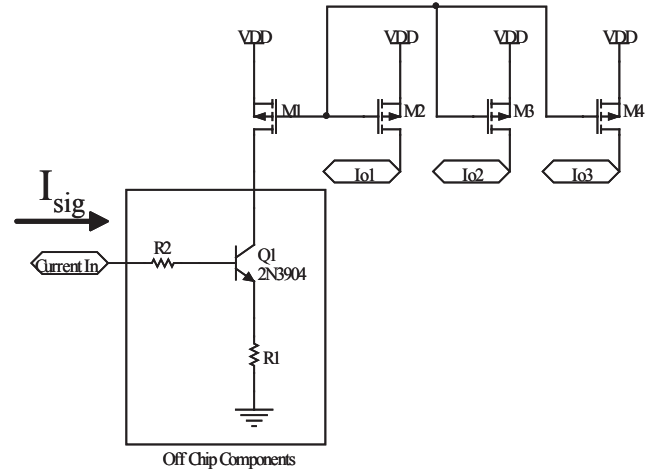 VDD VDD VDD VDD
M1 M2 M3 M4
Io1 Io2 Io3
Isig
R2 Q1
Current In 2N3904
R1
Off Chip Components